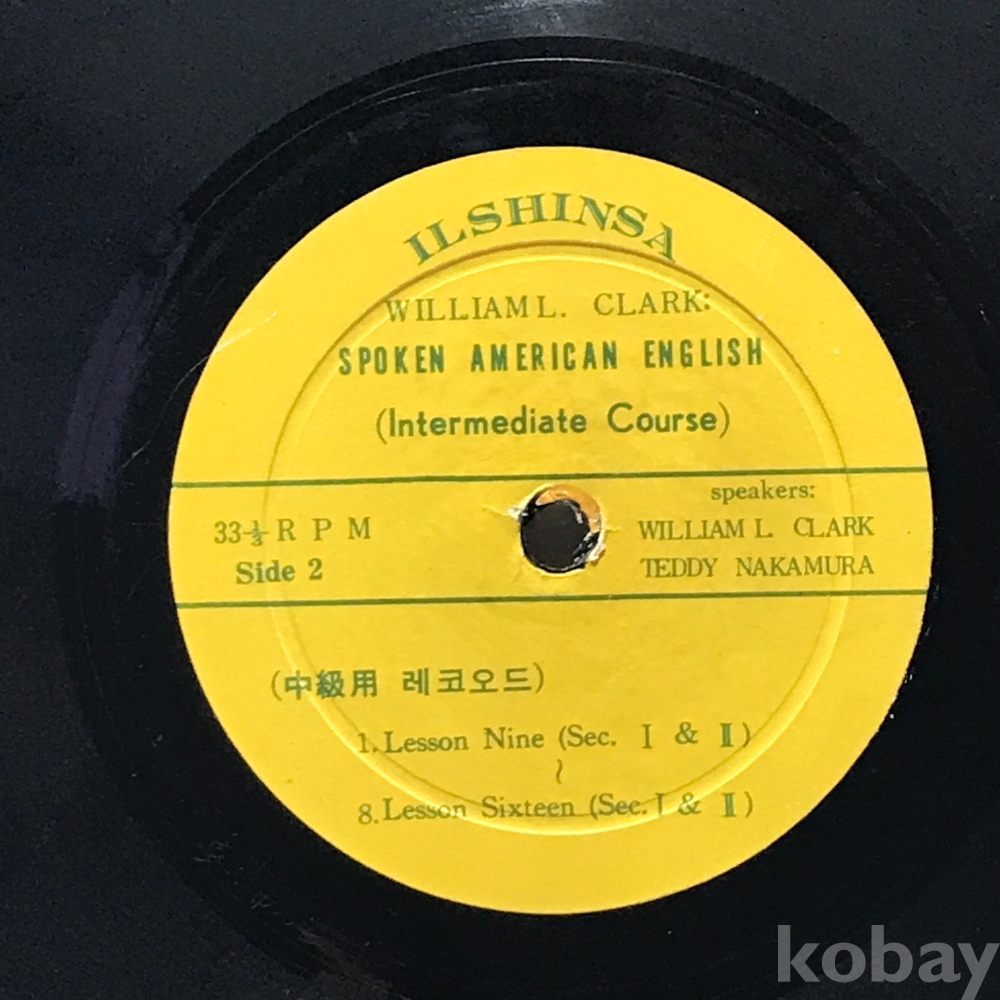 ILSHINSA
WILLIAM L. CLARK:
SPOKEN AMERICAN ENGLISH
(Intermediate Course)
33⅓ R P M
Side 2
speakers:
WILLIAM L. CLARK
TEDDY NAKAMURA
(中級用 레코오드)
1. Lesson Nine (Sec. I & II)
~
8. Lesson Sixteen (Sec. I & II)
kobay